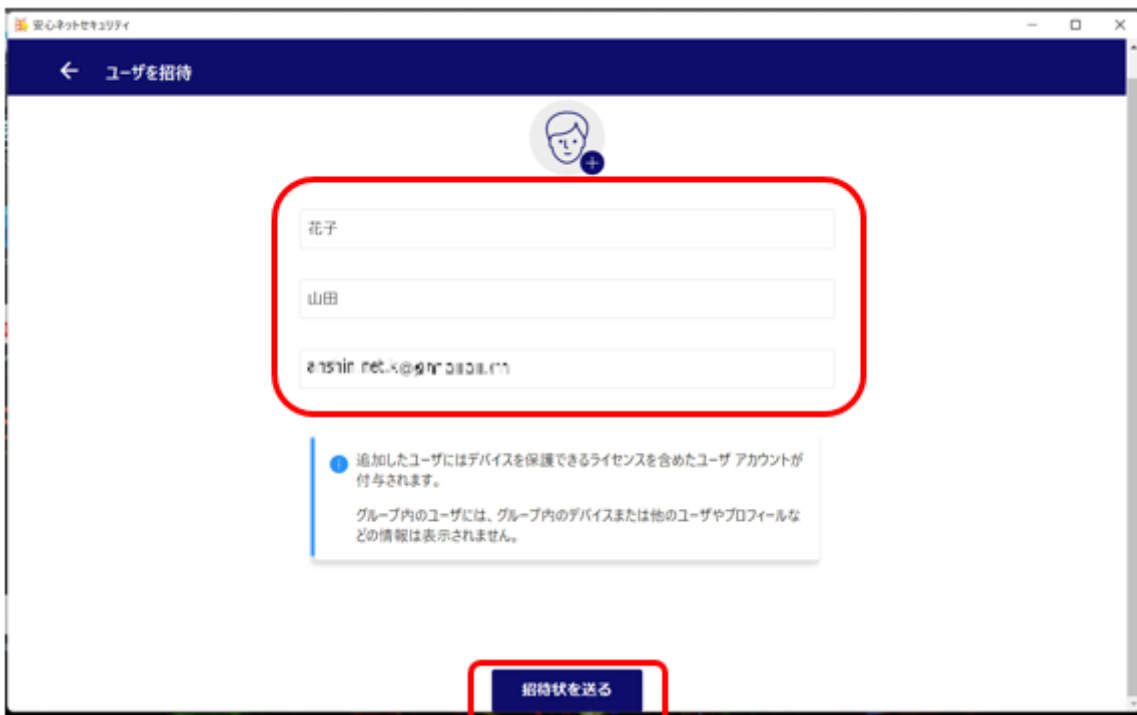 安心ネットセキュリティ
ユーザを招待
花子
山田
追加したユーザにはデバイスを保護できるライセンスを含めたユーザ アカウントが
付与されます。
グループ内のユーザには、グループ内のデバイスまたは他のユーザやプロフィールな
どの情報は表示されません。
招待状を送る